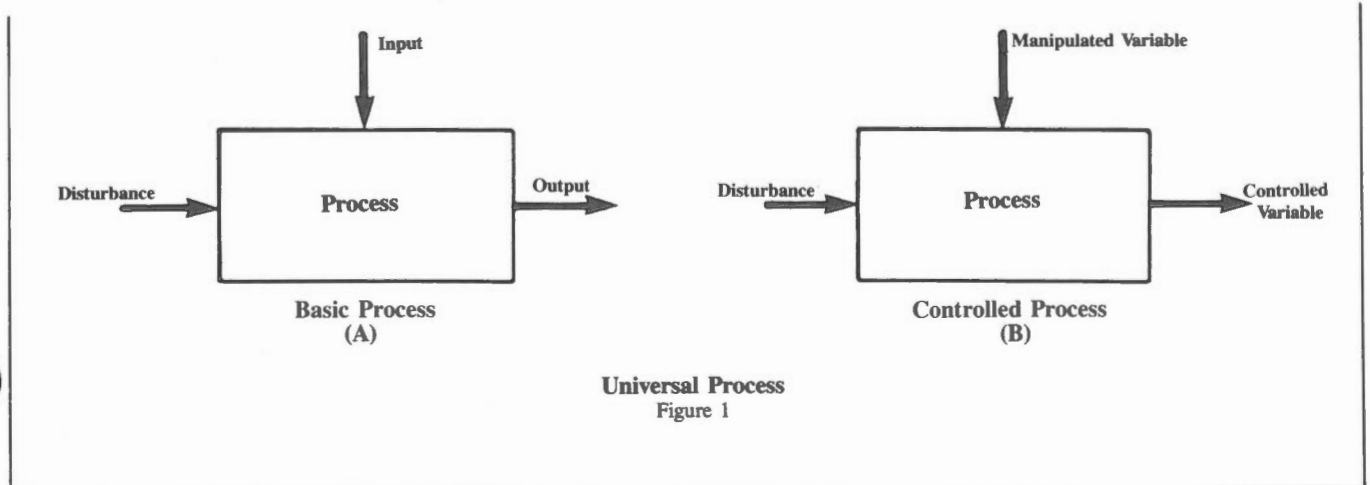 Input
Disturbance
Process
Output
Basic Process
(A)
Manipulated Variable
Disturbance
Process
Controlled
Variable
Controlled Process
(B)
Universal Process
Figure 1